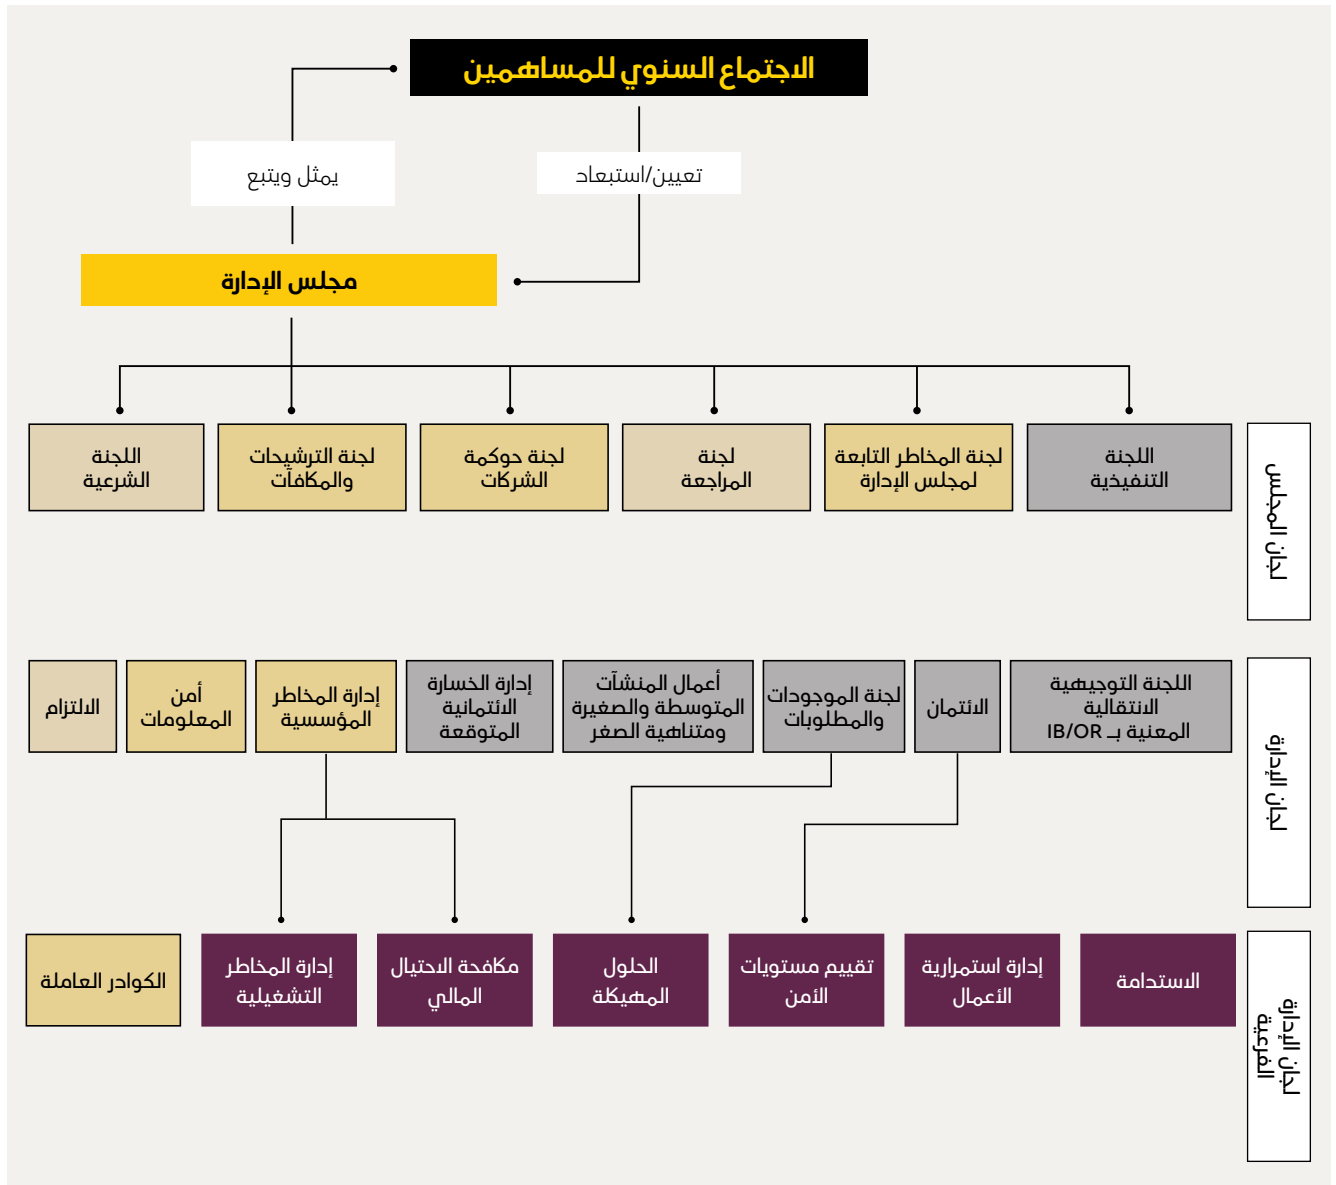 الاجتماع السنوي للمساهمين
تعيين/استبعاد
يمثل ويتبع
مجلس الإدارة
لجان المجلس
اللجنة
التنفيذية
لجنة المخاطر التابعة
لمجلس الإدارة
لجنة
المراجعة
لجنة حوكمة
الشركات
لجنة الترشيحات
والمكافآت
اللجنة
الشرعية
لجان الإدارة
اللجنة التوجيهية
الانتقالية
المعنية بـ IB/OR
الائتمان
لجنة الموجودات
والمطلوبات
أعمال المنشآت
المتوسطة والصغيرة
ومتناهية الصغر
إدارة الخسارة
الائتمانية
المتوقعة
إدارة المخاطر
المؤسسية
أمن
المعلومات
الالتزام
لجان الإدارة
الفرعية
الاستدامة
إدارة استمرارية
الأعمال
تقييم مستويات
الأمن
الحلول
المهيكلة
مكافحة الاحتيال
المالي
إدارة المخاطر
التشغيلية
الكوادر العاملة